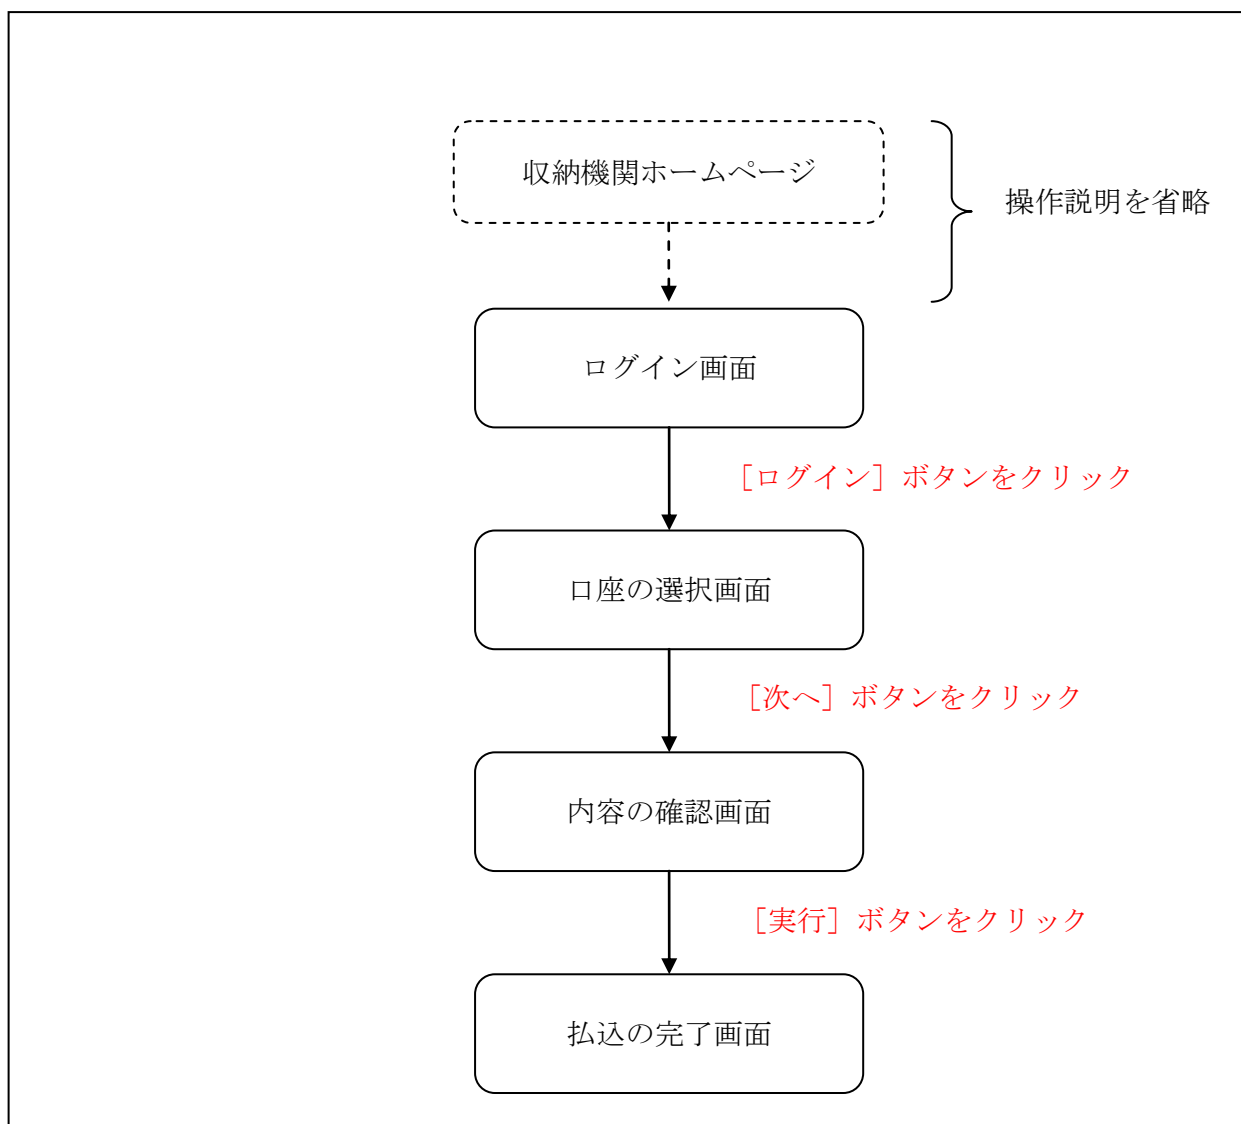 収納機関ホームページ
操作説明を省略
ログイン画面
［ログイン］ボタンをクリック
口座の選択画面
［次へ］ボタンをクリック
内容の確認画面
［実行］ボタンをクリック
払込の完了画面